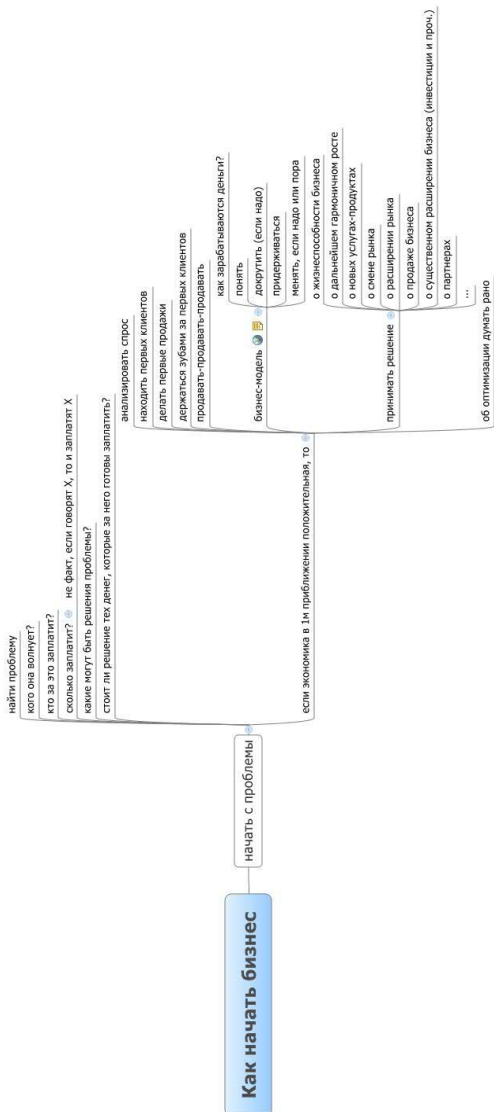 Как начать бизнес
начать с проблемы
найти проблему
кого она волнует?
кто за это заплатит?
сколько заплатит?
не факт, если говорят X, то и заплатят X
какие могут быть решения проблемы?
стоит ли решение тех денег, которые за него готовы заплатить?
если экономика в 1м приближении положительная, то
анализировать спрос
находить первых клиентов
делать первые продажи
держаться зубами за первых клиентов
продавать-продавать-продавать
бизнес-модель
как зарабатываются деньги?
понять
докрутить (если надо)
придерживаться
менять, если надо или пора
принимать решение
о жизнеспособности бизнеса
о дальнейшем гармоничном росте
о новых услугах-продуктах
о смене рынка
о расширении рынка
о продаже бизнеса
о существенном расширении бизнеса (инвестиции и проч.)
о партнерах
...
об оптимизации думать рано